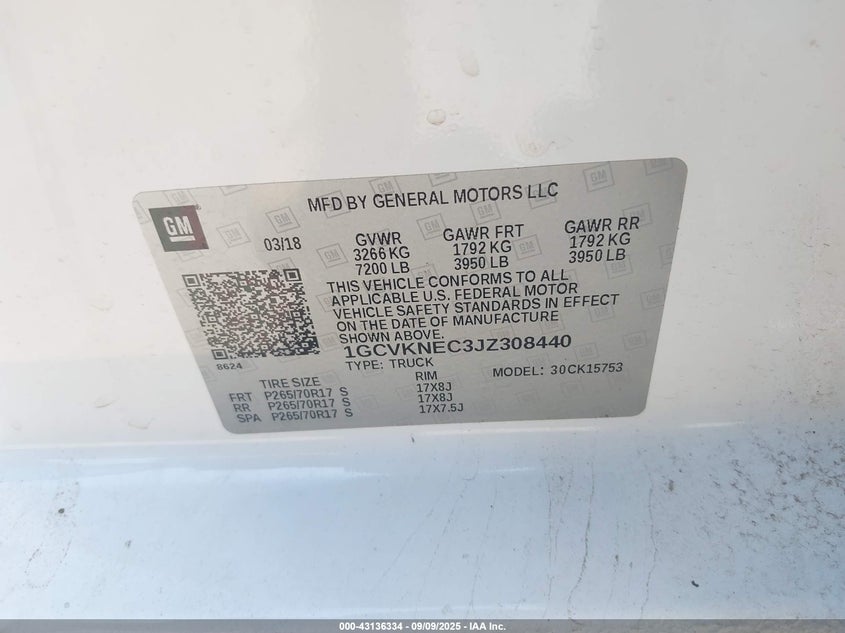 GM
MFD BY GENERAL MOTORS LLC
03/18
GVWR
3266 KG
7200 LB
GAWR FRT
1792 KG
3950 LB
GAWR RR
1792 KG
3950 LB
THIS VEHICLE CONFORMS TO ALL
APPLICABLE U.S. FEDERAL MOTOR
VEHICLE SAFETY STANDARDS IN EFFECT
ON THE DATE OF MANUFACTURE
SHOWN ABOVE.
8624
1GCVKNEC3JZ308440
TYPE: TRUCK
MODEL: 30CK15753
TIRE SIZE RIM
FRT P265/70R17 S 17X8J
RR P265/70R17 S 17X8J
SPA P265/70R17 S 17X7.5J
000-43136334 - 09/09/2025 - IAA Inc.